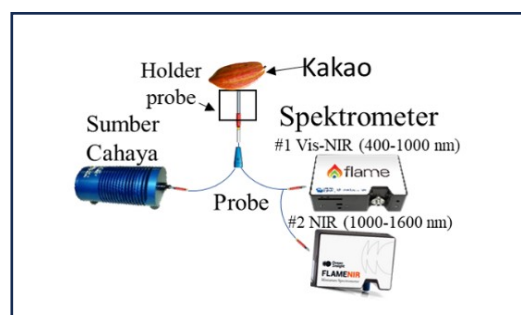 Holder
probe
Kakao
Sumber
Cahaya
Spektrometer
#1 Vis-NIR (400-1000 nm)
flame
Probe
#2 NIR (1000-1600 nm)
FLAMENIR